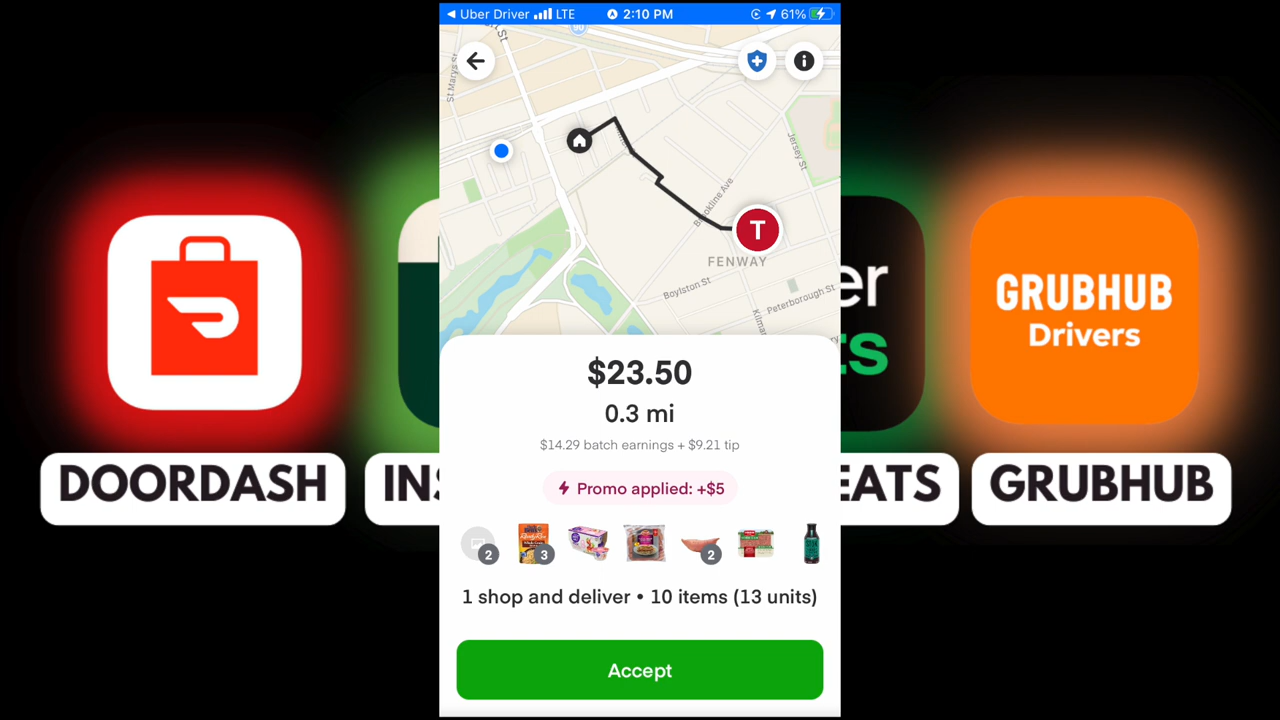 Uber Driver LTE 2:10 PM 61%
St Marys St
Jersey St
Brookline Ave
T
FENWAY
Boylston St
Peterborough St
$23.50
0.3 mi
$14.29 batch earnings + $9.21 tip
Promo applied: +$5
2
3
2
1 shop and deliver • 10 items (13 units)
Accept
DOORDASH
INS
er
ts
EATS
GRUBHUB
Drivers
GRUBHUB